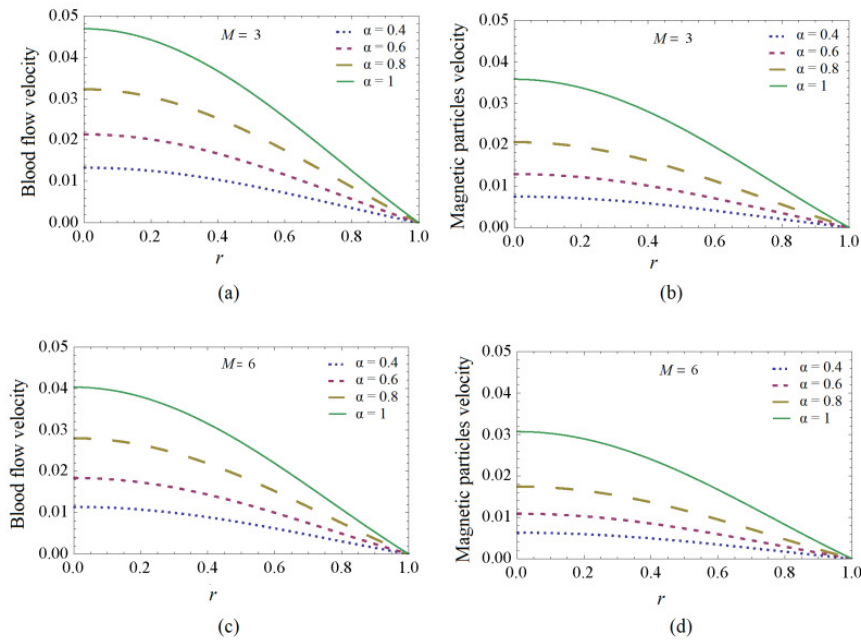 0.05
0.04
0.03
0.02
0.01
0.00
Blood flow velocity
M = 3
α = 0.4
α = 0.6
α = 0.8
α = 1
0.0 0.2 0.4 0.6 0.8 1.0
r
(a)
0.05
0.04
0.03
0.02
0.01
0.00
Magnetic particles velocity
M = 3
α = 0.4
α = 0.6
α = 0.8
α = 1
0.0 0.2 0.4 0.6 0.8 1.0
r
(b)
0.05
0.04
0.03
0.02
0.01
0.00
Blood flow velocity
M = 6
α = 0.4
α = 0.6
α = 0.8
α = 1
0.0 0.2 0.4 0.6 0.8 1.0
r
(c)
0.05
0.04
0.03
0.02
0.01
0.00
Magnetic particles velocity
M = 6
α = 0.4
α = 0.6
α = 0.8
α = 1
0.0 0.2 0.4 0.6 0.8 1.0
r
(d)